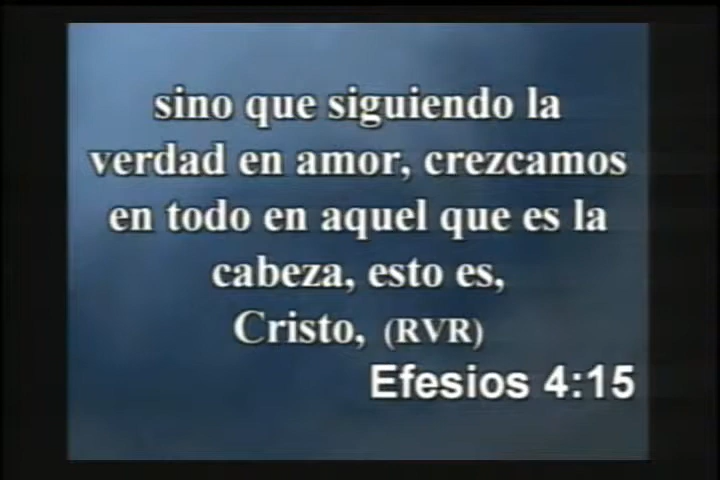 sino que siguiendo la
verdad en amor, crezcamos
en todo en aquel que es la
cabeza, esto es,
Cristo, (RVR)
Efesios 4:15